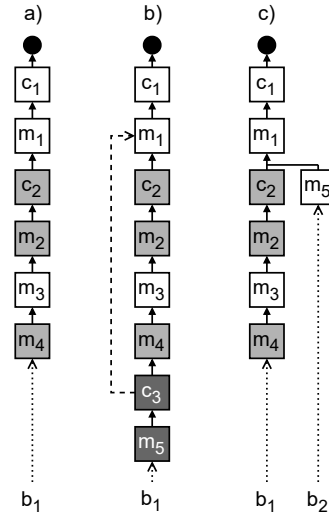 a) b) c)
c1 c1 c1
m1 m1 m1
c2 c2 c2 m5
m2 m2 m2
m3 m3 m3
m4 m4 m4
c3
m5
b1 b1 b1 b2